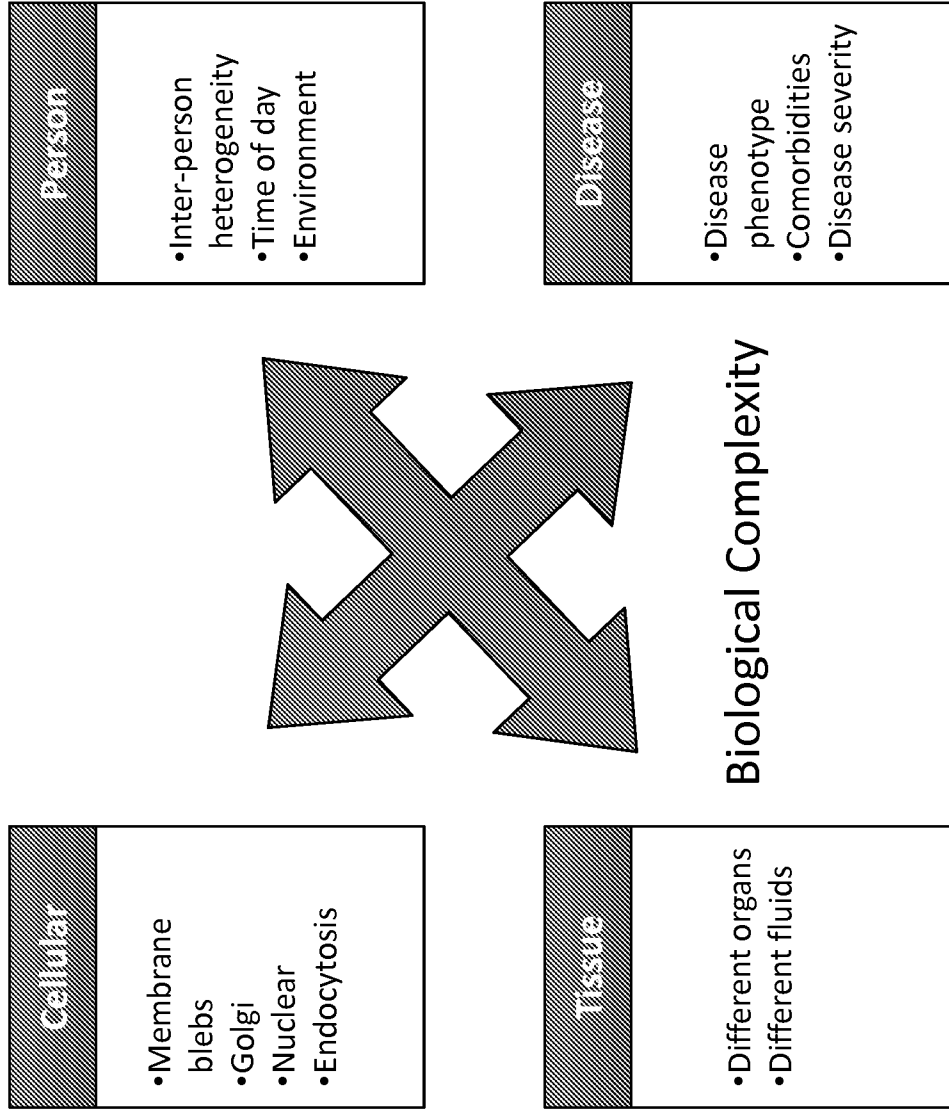 Cellular
•Membrane
blebs
•Golgi
•Nuclear
•Endocytosis
Person
•Inter-person
heterogeneity
•Time of day
•Environment
Tissue
•Different organs
•Different fluids
Disease
•Disease
phenotype
•Comorbidities
•Disease severity
Biological Complexity